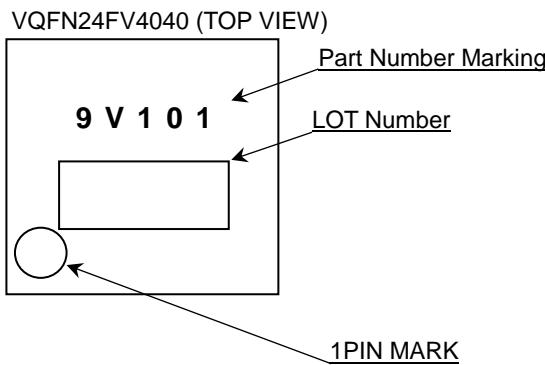 VQFN24FV4040 (TOP VIEW)
Part Number Marking
9 V 1 0 1
LOT Number
1PIN MARK